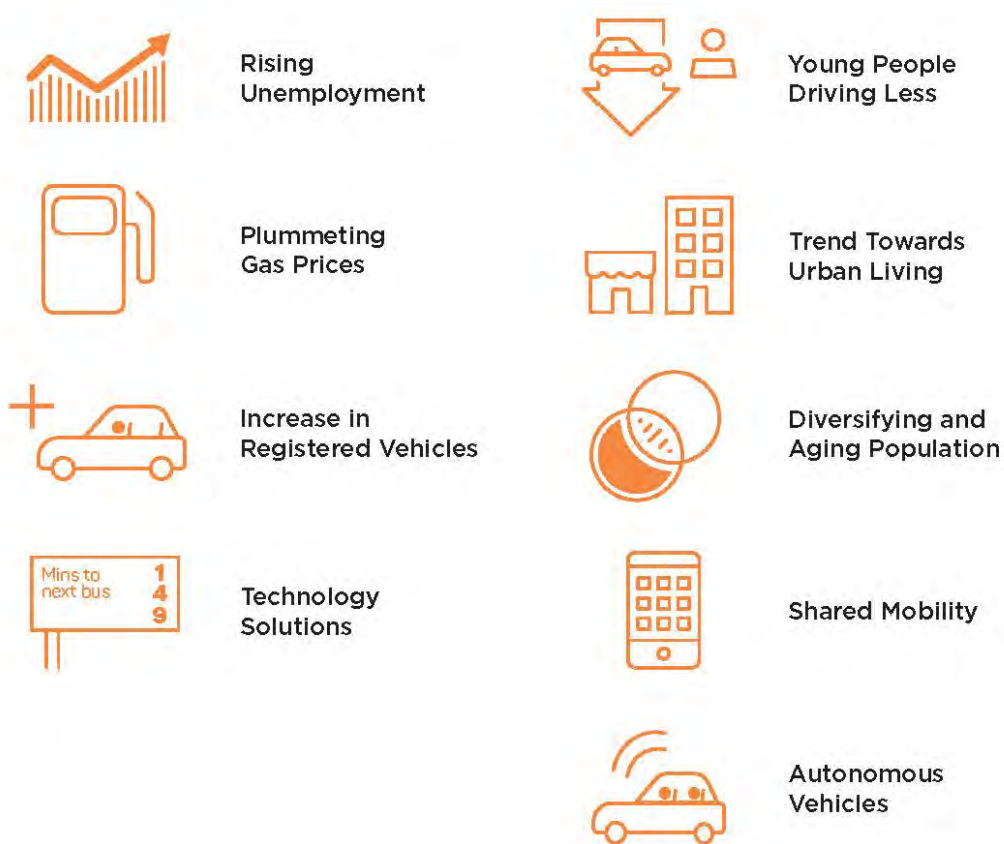 Rising
Unemployment
Young People
Driving Less
Plummeting
Gas Prices
Trend Towards
Urban Living
Increase in
Registered Vehicles
Diversifying and
Aging Population
Mins to
next bus
1
4
9
Technology
Solutions
Shared Mobility
Autonomous
Vehicles